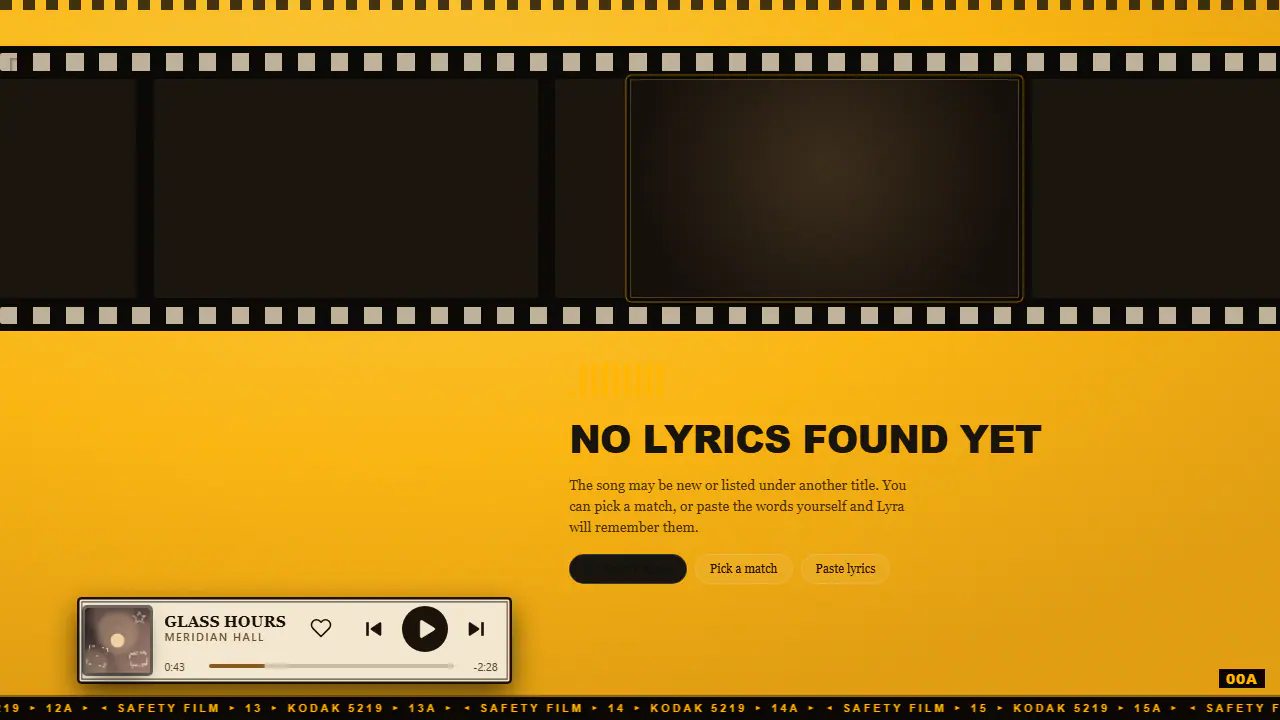 NO LYRICS FOUND YET
The song may be new or listed under another title. You
can pick a match, or paste the words yourself and Lyra
will remember them.
Pick a match Paste lyrics
GLASS HOURS
MERIDIAN HALL
0:43 -2:28
00A
19 ▸ 12A ▸ ◂ SAFETY FILM ▸ 13 ▸ KODAK 5219 ▸ 13A ▸ ◂ SAFETY FILM ▸ 14 ▸ KODAK 5219 ▸ 14A ▸ ◂ SAFETY FILM ▸ 15 ▸ KODAK 5219 ▸ 15A ▸ ◂ SAFETY F